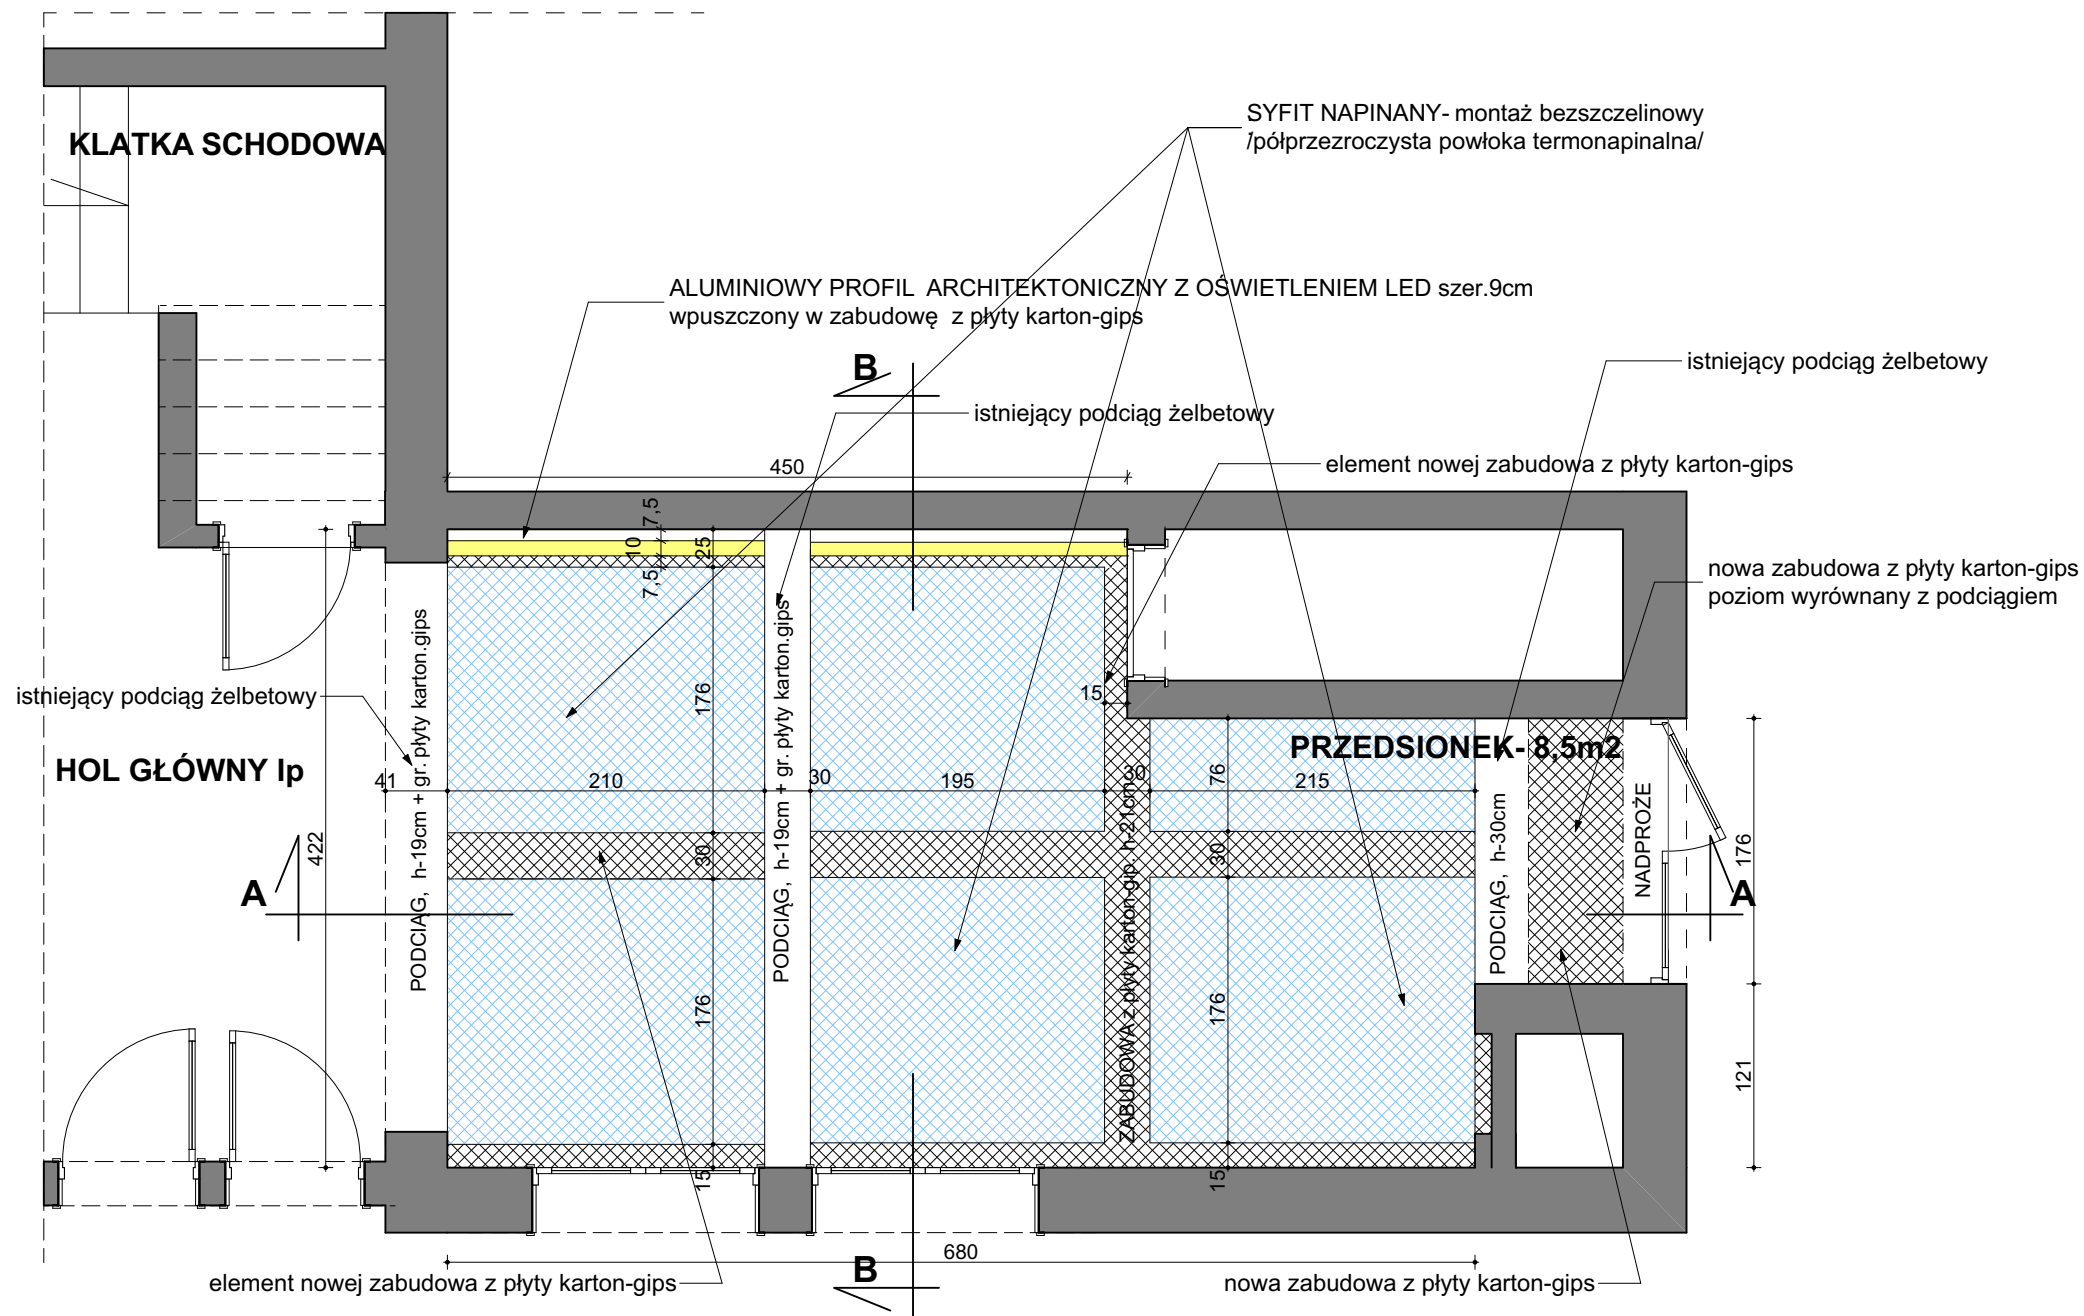 SYFIT NAPINANY- montaż bezszczelinowy
/półprzezroczysta powłoka termonapinalna/
KLATKA SCHODOWA
ALUMINIOWY PROFIL ARCHITEKTONICZNY Z OŚWIETLENIEM LED szer.9cm
wpuszczony w zabudowę z płyty karton-gips
B
istniejący podciąg żelbetowy
istniejący podciąg żelbetowy
450
element nowej zabudowa z płyty karton-gips
7,5
10
25
7,5
nowa zabudowa z płyty karton-gips
poziom wyrównany z podciągiem
istniejący podciąg żelbetowy
176
15
PRZEDSIONEK- 8,5m2
HOL GŁÓWNY Ip
41
210
30
195
30
76
215
PODCIĄG, h-19cm + gr. płyty karton.gips
PODCIĄG, h-19cm + gr. płyty karton.gips
ZABUDOWA z płyty karton-gip. h-21cm
PODCIĄG, h-30cm
NADPROŻE
422
30
30
176
A
A
176
176
121
15
15
680
B
element nowej zabudowa z płyty karton-gips
nowa zabudowa z płyty karton-gips